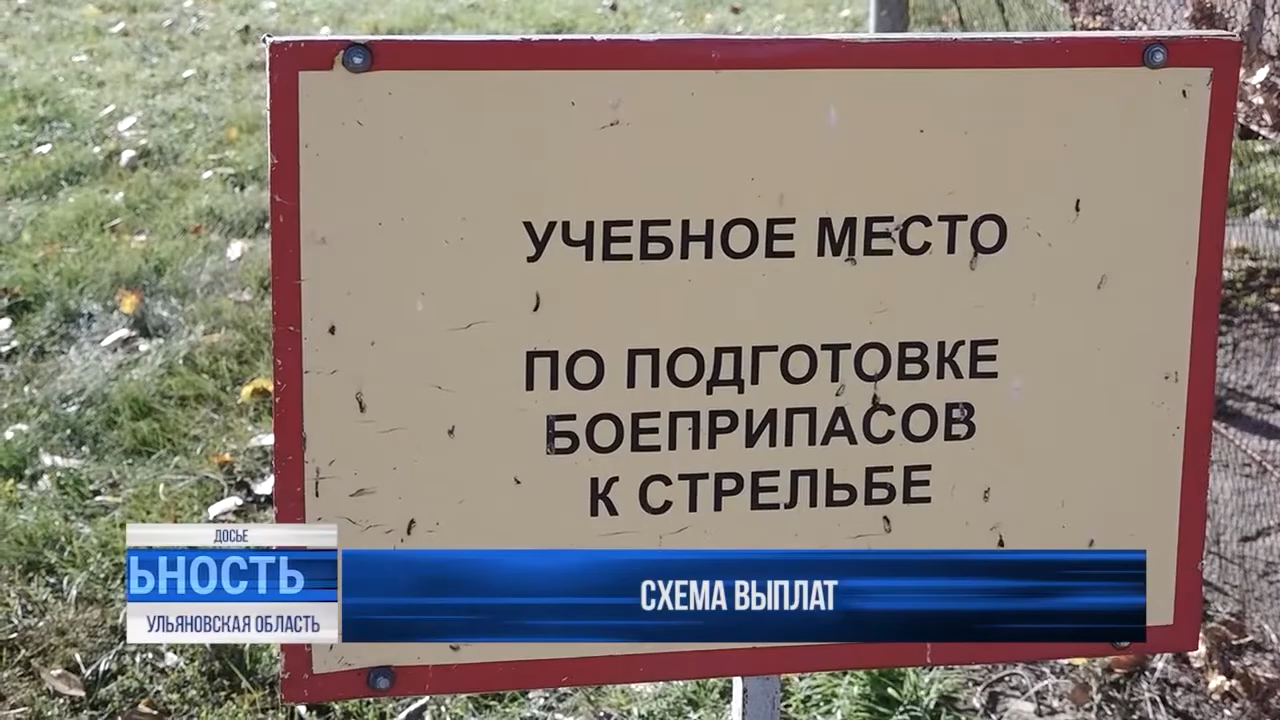 УЧЕБНОЕ МЕСТО
ПО ПОДГОТОВКЕ
БОЕПРИПАСОВ
К СТРЕЛЬБЕ
ДОСЬЕ
ЬНОСТЬ
УЛЬЯНОВСКАЯ ОБЛАСТЬ
СХЕМА ВЫПЛАТ